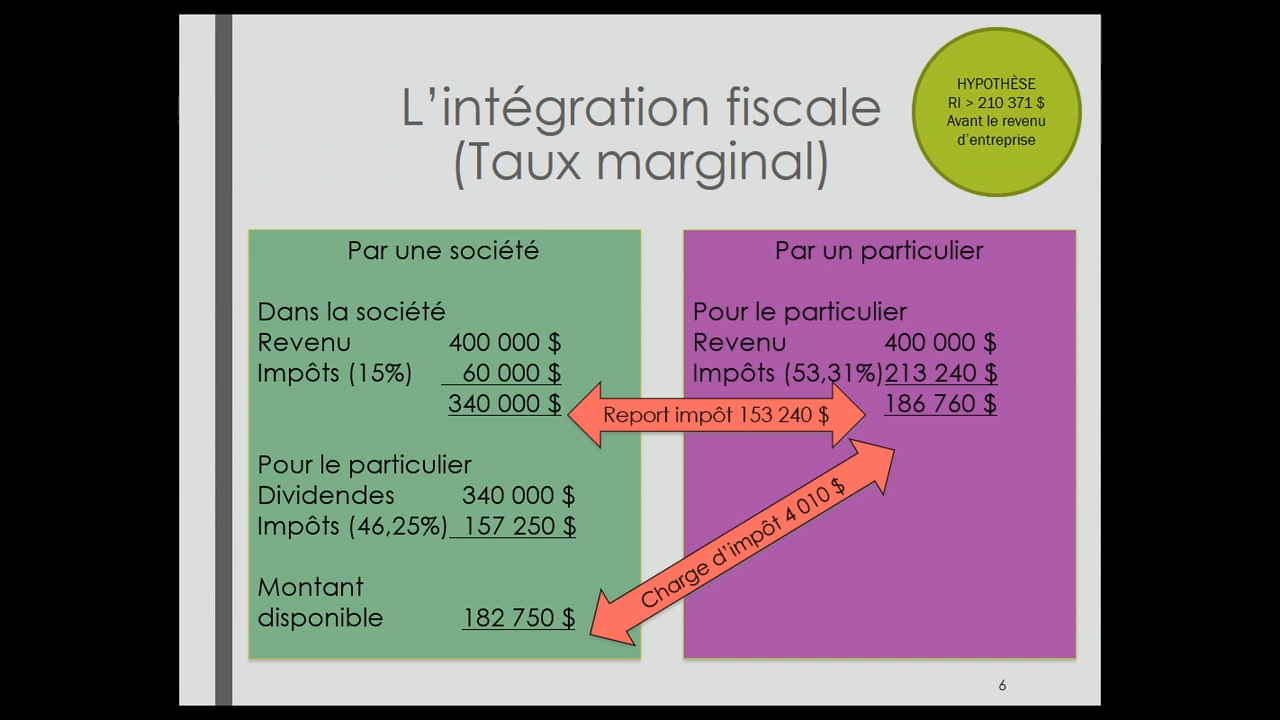 L'intégration fiscale
(Taux marginal)
HYPOTHÈSE
RI > 210 371 $
Avant le revenu
d'entreprise
Par une société
Dans la société
Revenu 400 000 $
Impôts (15%) 60 000 $
340 000 $
Pour le particulier
Dividendes 340 000 $
Impôts (46,25%) 157 250 $
Montant
disponible 182 750 $
Par un particulier
Pour le particulier
Revenu 400 000 $
Impôts (53,31%) 213 240 $
186 760 $
Report impôt 153 240 $
Charge d'impôt 4 010 $
6